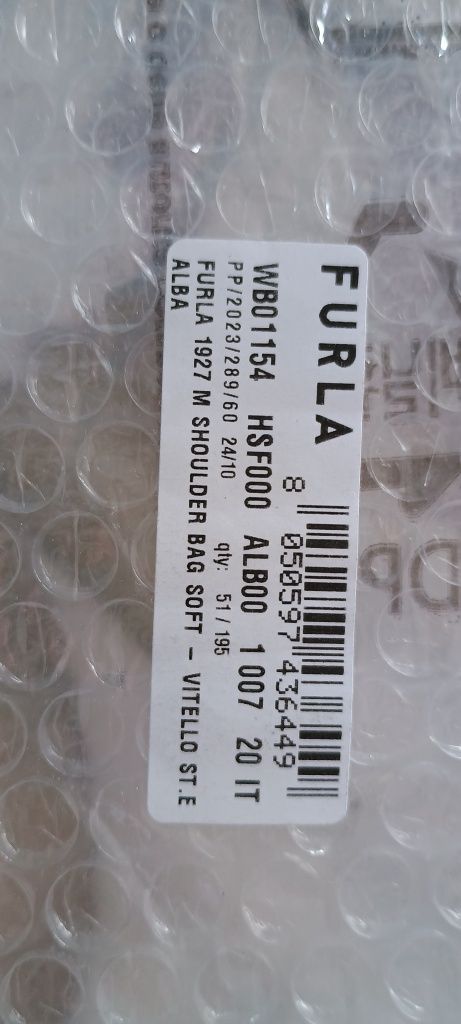 FURLA
8 050597 436449
WB01154 HSF000 ALB00 1 007 20 IT
PP/2023/289/60 24/10 qty: 51 / 195
FURLA 1927 M SHOULDER BAG SOFT – VITELLO ST.E
ALBA